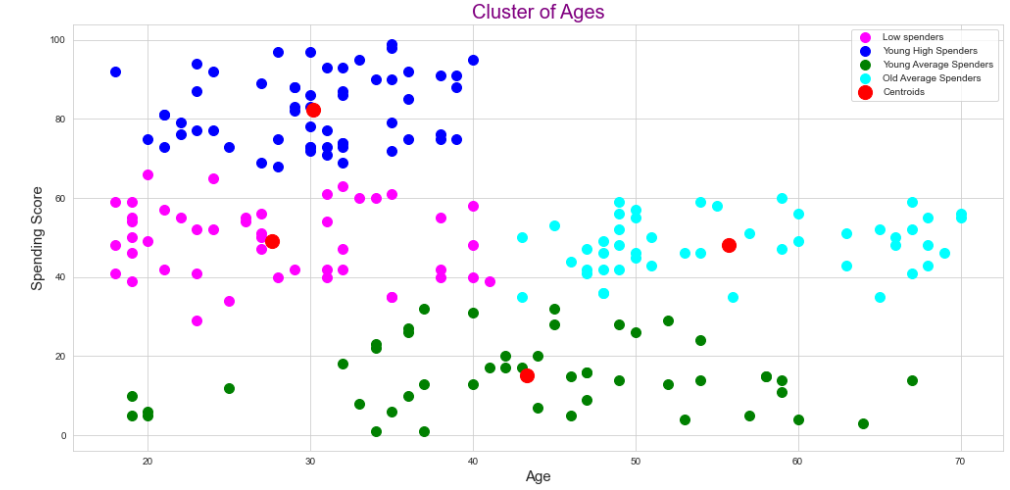 Cluster of Ages
Low spenders
Young High Spenders
Young Average Spenders
Old Average Spenders
Centroids
Spending Score
100
80
60
40
20
0
20 30 40 50 60 70
Age